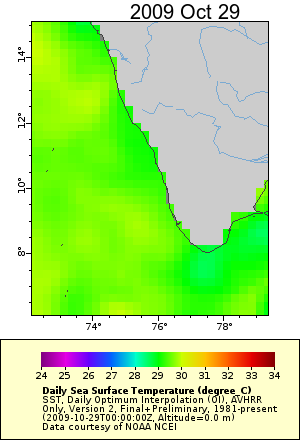 2009 Oct 29
14°
12°
10°
8°
74°
76°
78°
24 25 26 27 28 29 30 31 32 33 34
Daily Sea Surface Temperature (degree_C)
SST, Daily Optimum Interpolation (OI), AVHRR
Only, Version 2, Final+Preliminary, 1981-present
(2009-10-29T00:00:00Z, Altitude=0.0 m)
Data courtesy of NOAA NCEI